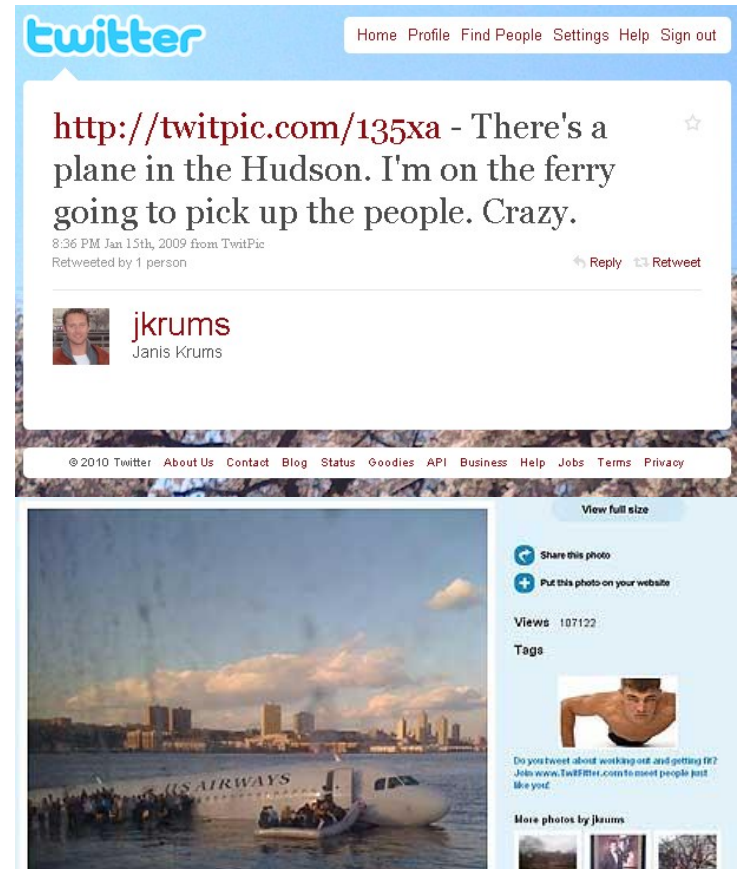 twitter
Home Profile Find People Settings Help Sign out
http://twitpic.com/135xa - There's a
plane in the Hudson. I'm on the ferry
going to pick up the people. Crazy.
8:36 PM Jan 15th, 2009 from TwitPic
Retweeted by 1 person
Reply Retweet
jkrums
Janis Krums
© 2010 Twitter About Us Contact Blog Status Goodies API Business Help Jobs Terms Privacy
View full size
Share this photo
Put this photo on your website
Views 107122
Tags
Do you tweet about working out and getting fit?
Join www.TwitFitter.com to meet people just
like you!
More photos by jkrums
US AIRWAYS